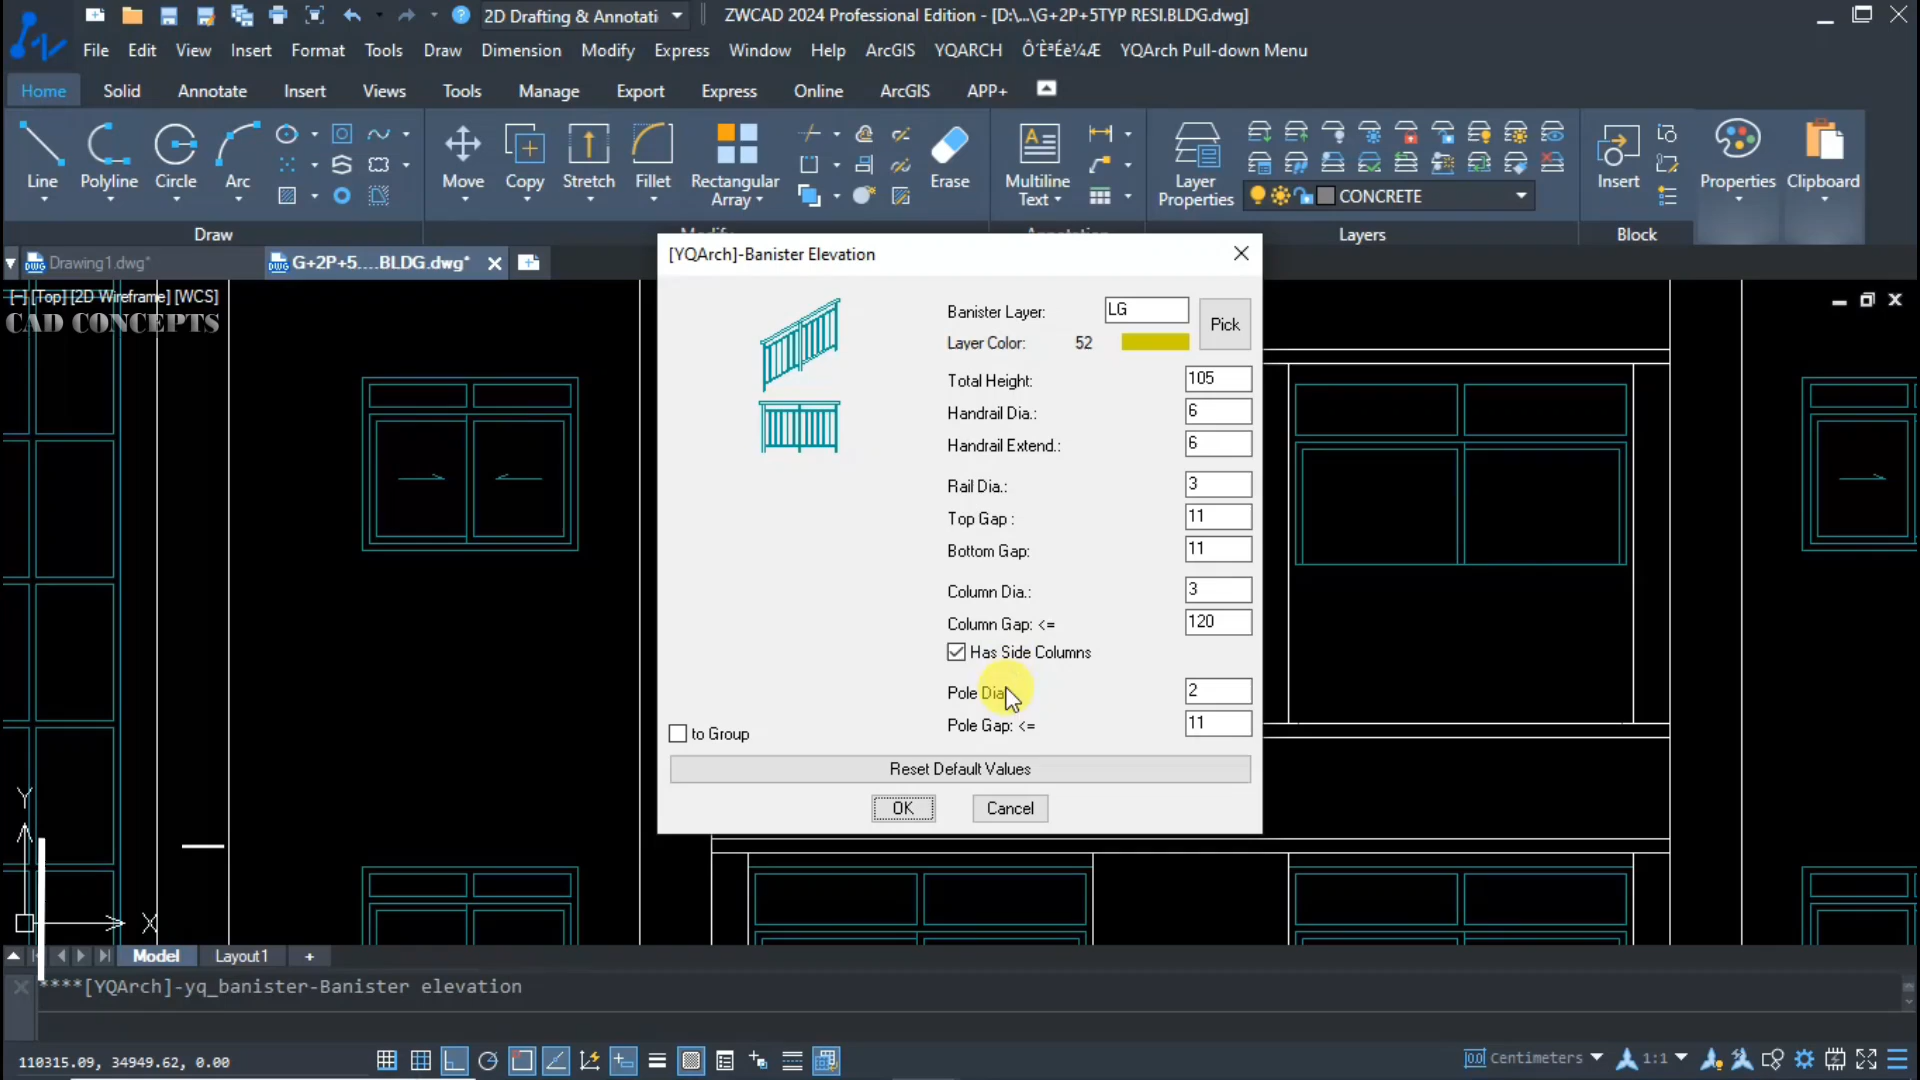 2D Drafting & Annotati
ZWCAD 2024 Professional Edition - [D:\...\G+2P+5TYP RESI.BLDG.dwg]
File Edit View Insert Format Tools Draw Dimension Modify Express Window Help ArcGIS YQARCH Ô´ÈªÉè¼Æ YQArch Pull-down Menu
Home Solid Annotate Insert Views Tools Manage Export Express Online ArcGIS APP+
Line Polyline Circle Arc Move Copy Stretch Fillet Rectangular Array Erase Multiline Text Layer Properties CONCRETE Insert Properties Clipboard
Draw Layers Block
Drawing1.dwg* G+2P+5....BLDG.dwg*
[-] [Top] [2D Wireframe] [WCS]
CAD CONCEPTS
[YQArch]-Banister Elevation
Banister Layer: LG Pick
Layer Color: 52
Total Height: 105
Handrail Dia.: 6
Handrail Extend.: 6
Rail Dia.: 3
Top Gap : 11
Bottom Gap: 11
Column Dia.: 3
Column Gap: <= 120
Has Side Columns
Pole Dia 2
Pole Gap: <= 11
to Group
Reset Default Values
OK Cancel
Y
X
Model Layout1 +
****[YQArch]-yq_banister-Banister elevation
110315.09, 34949.62, 0.00
Centimeters 1:1